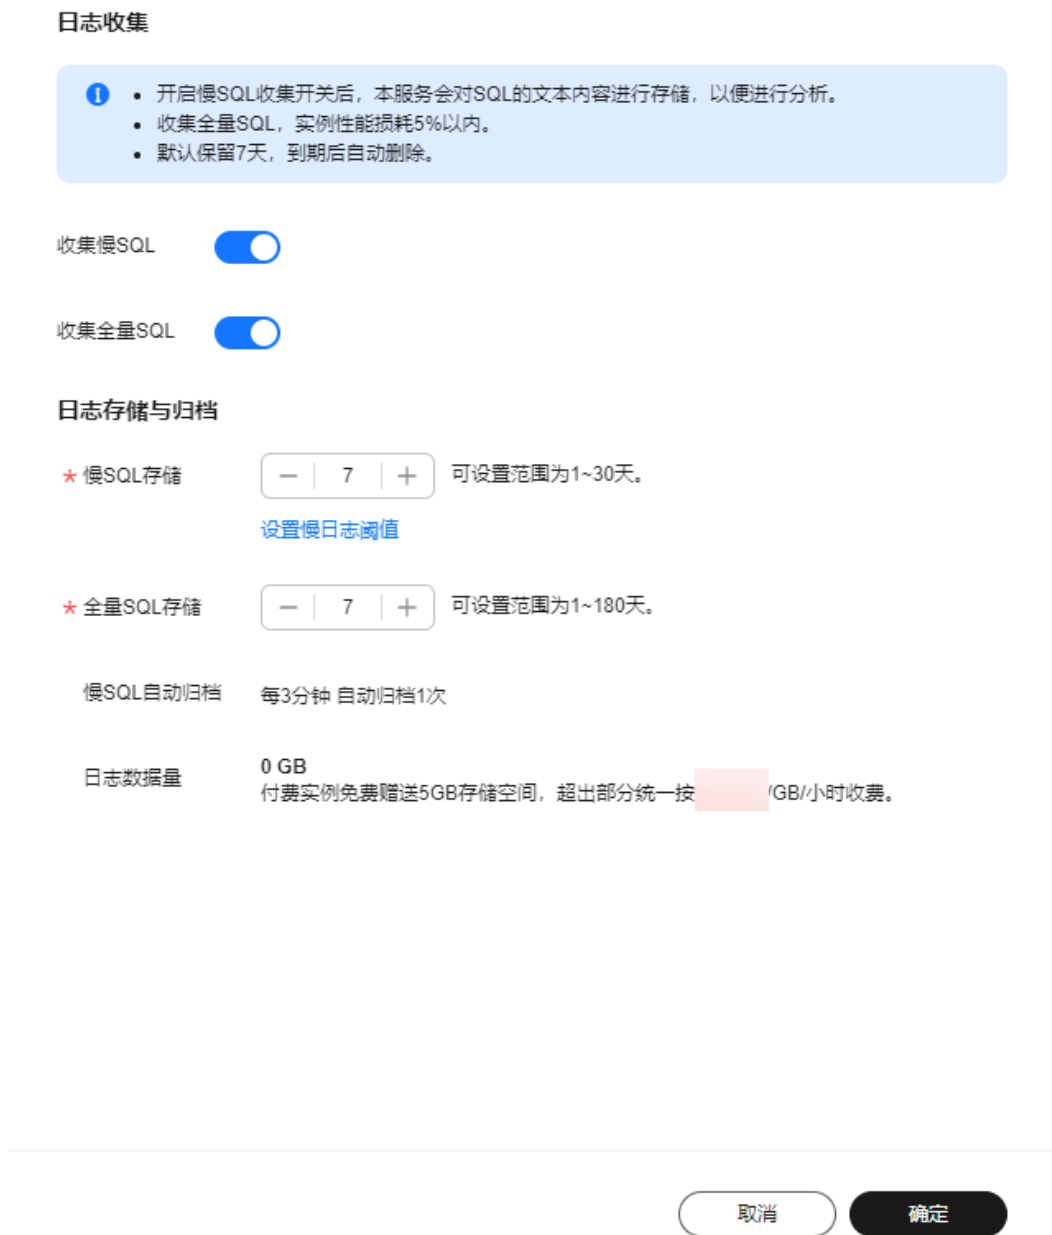 日志收集
开启慢SQL收集开关后，本服务会对SQL的文本内容进行存储，以便进行分析。
收集全量SQL，实例性能损耗5%以内。
默认保留7天，到期后自动删除。
收集慢SQL
收集全量SQL
日志存储与归档
* 慢SQL存储 － 7 ＋ 可设置范围为1~30天。
设置慢日志阈值
* 全量SQL存储 － 7 ＋ 可设置范围为1~180天。
慢SQL自动归档 每3分钟 自动归档1次
日志数据量 0 GB
付费实例免费赠送5GB存储空间，超出部分统一按 /GB/小时收费。
取消 确定